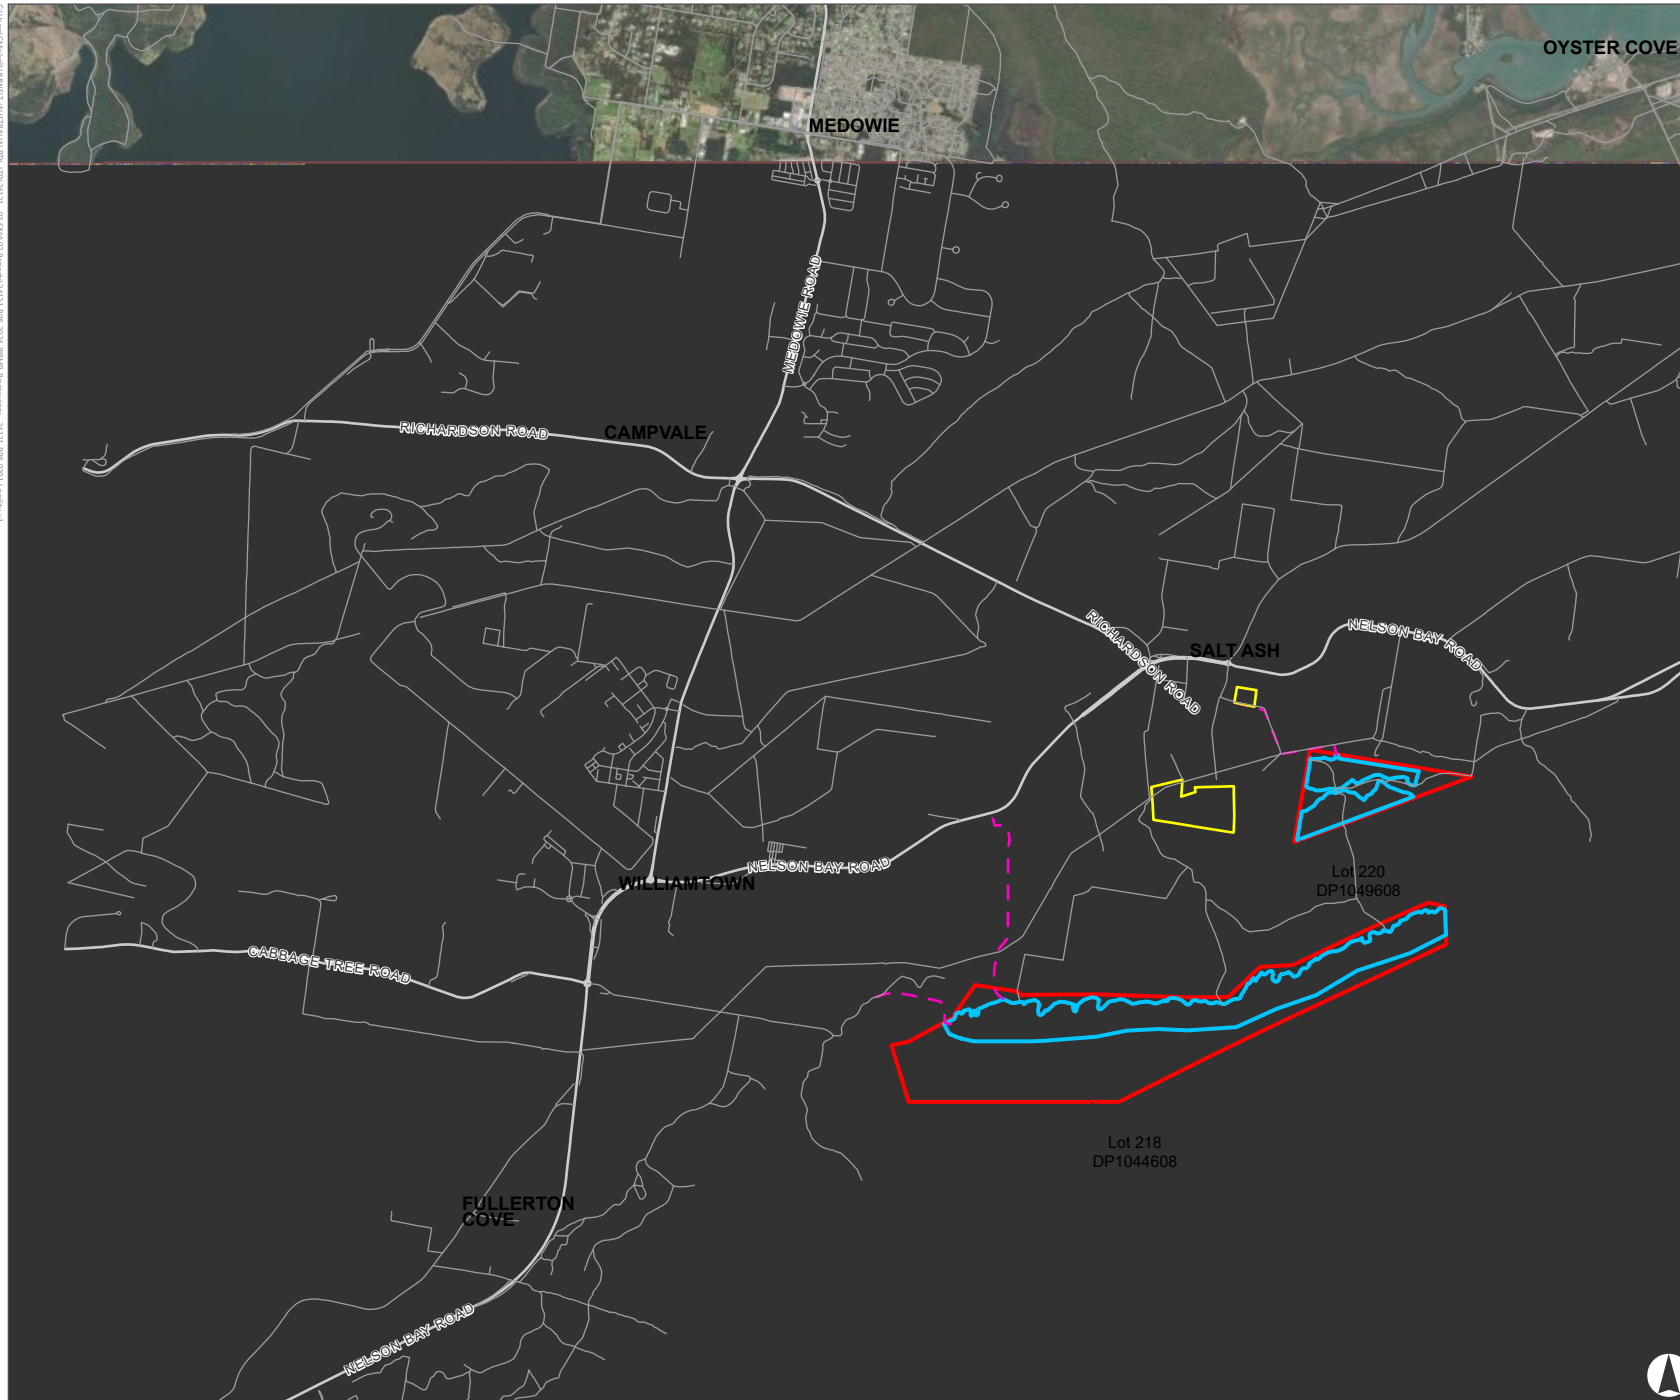 OYSTER COVE
MEDOWIE
MEDOWIE ROAD
RICHARDSON ROAD
CAMPVALE
RICHARDSON ROAD
SALT ASH
NELSON BAY ROAD
NELSON BAY ROAD
WILLIAMTOWN
Lot 220
DP1049608
CABBAGE TREE ROAD
Lot 218
DP1044608
FULLERTON
COVE
NELSON BAY ROAD